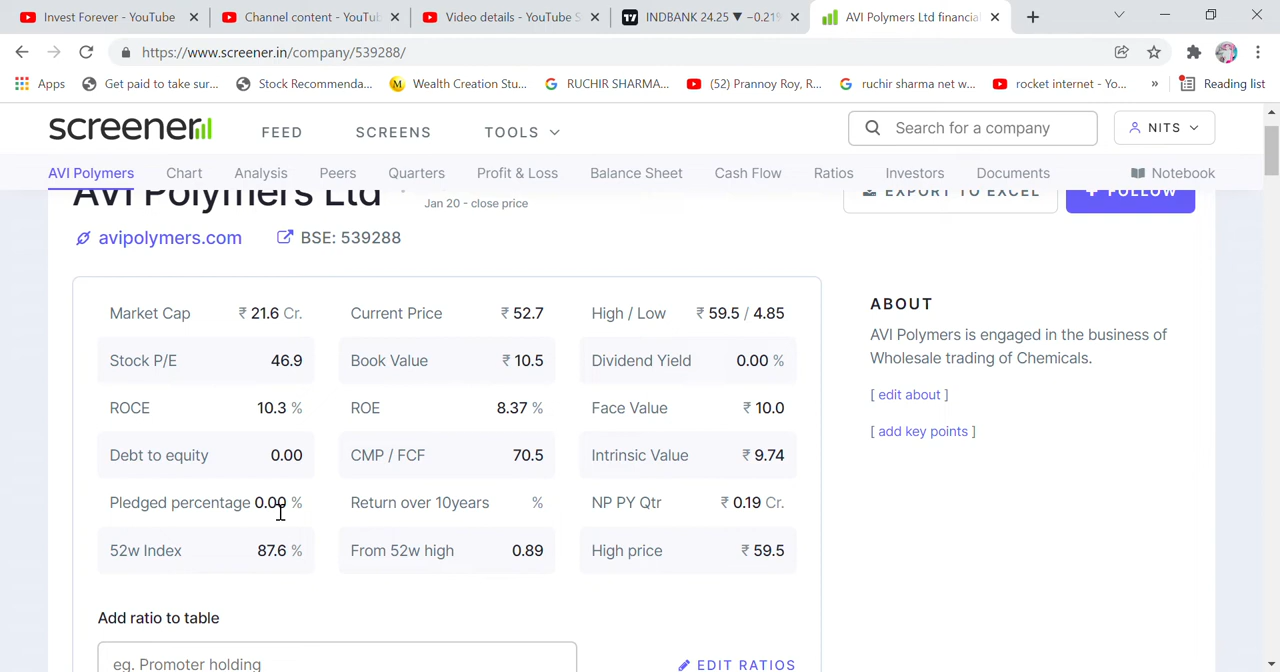 Invest Forever - YouTube
Channel content - YouTu
Video details - YouTube S
INDBANK 24.25 ▼ −0.21
AVI Polymers Ltd financia
https://www.screener.in/company/539288/
Apps
Get paid to take sur...
Stock Recommenda...
Wealth Creation Stu...
RUCHIR SHARMA...
(52) Prannoy Roy, R...
ruchir sharma net w...
rocket internet - Yo...
»
Reading list
screener
FEED
SCREENS
TOOLS
Search for a company
NITS
AVI Polymers
Chart
Analysis
Peers
Quarters
Profit & Loss
Balance Sheet
Cash Flow
Ratios
Investors
Documents
Notebook
AVI Polymers Ltd
Jan 20 - close price
EXPORT TO EXCEL
+ FOLLOW
avipolymers.com
BSE: 539288
Market Cap ₹ 21.6 Cr.
Current Price ₹ 52.7
High / Low ₹ 59.5 / 4.85
Stock P/E 46.9
Book Value ₹ 10.5
Dividend Yield 0.00 %
ROCE 10.3 %
ROE 8.37 %
Face Value ₹ 10.0
Debt to equity 0.00
CMP / FCF 70.5
Intrinsic Value ₹ 9.74
Pledged percentage 0.00 %
Return over 10years %
NP PY Qtr ₹ 0.19 Cr.
52w Index 87.6 %
From 52w high 0.89
High price ₹ 59.5
Add ratio to table
eg. Promoter holding
EDIT RATIOS
ABOUT
AVI Polymers is engaged in the business of
Wholesale trading of Chemicals.
[ edit about ]
[ add key points ]